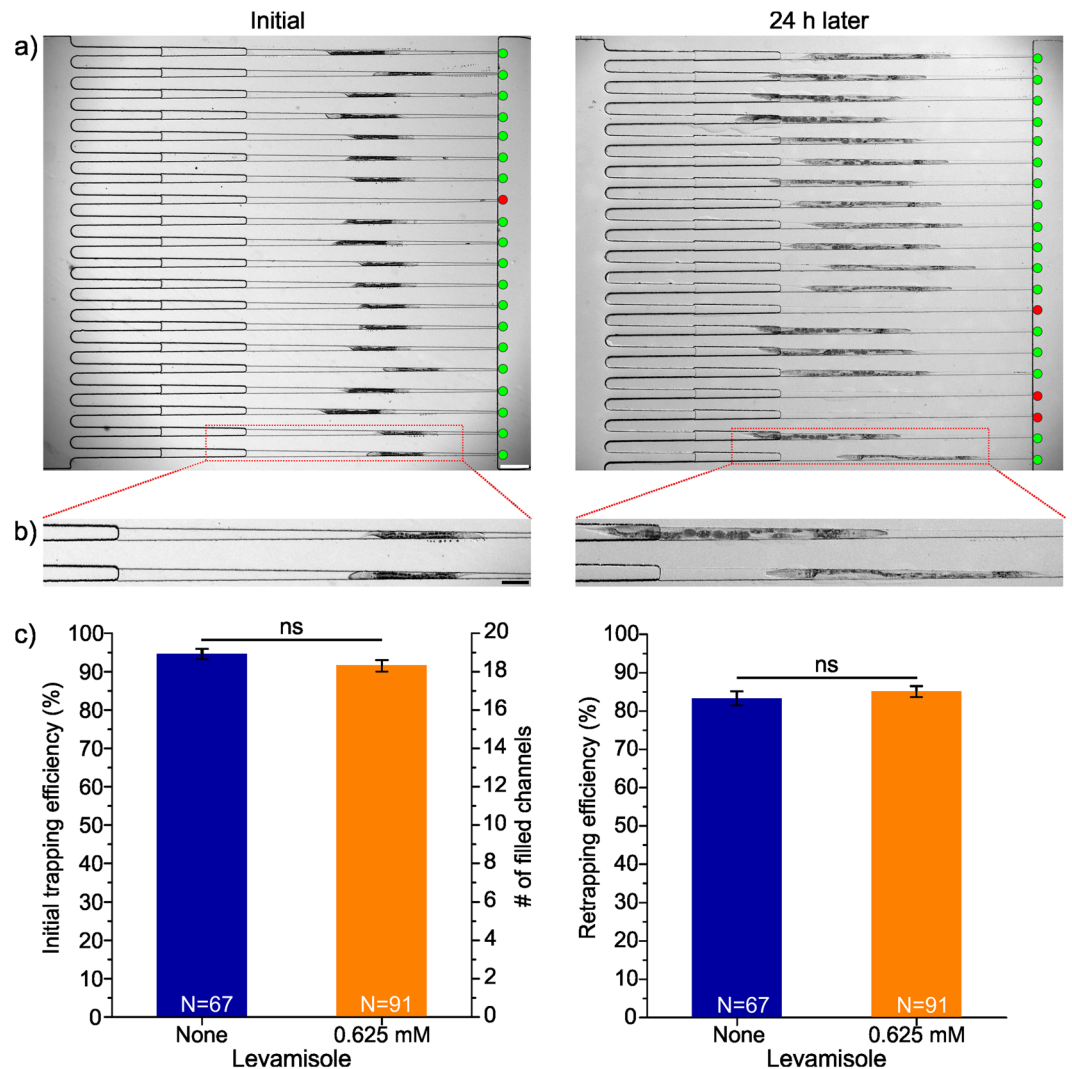 Initial
24 h later
a)
b)
c)
Initial trapping efficiency (%)
100
90
80
70
60
50
40
30
20
10
0
ns
N=67
N=91
None
0.625 mM
Levamisole
20
18
16
14
12
10
8
6
4
2
0
# of filled channels
Retrapping efficiency (%)
100
90
80
70
60
50
40
30
20
10
0
ns
N=67
N=91
None
0.625 mM
Levamisole